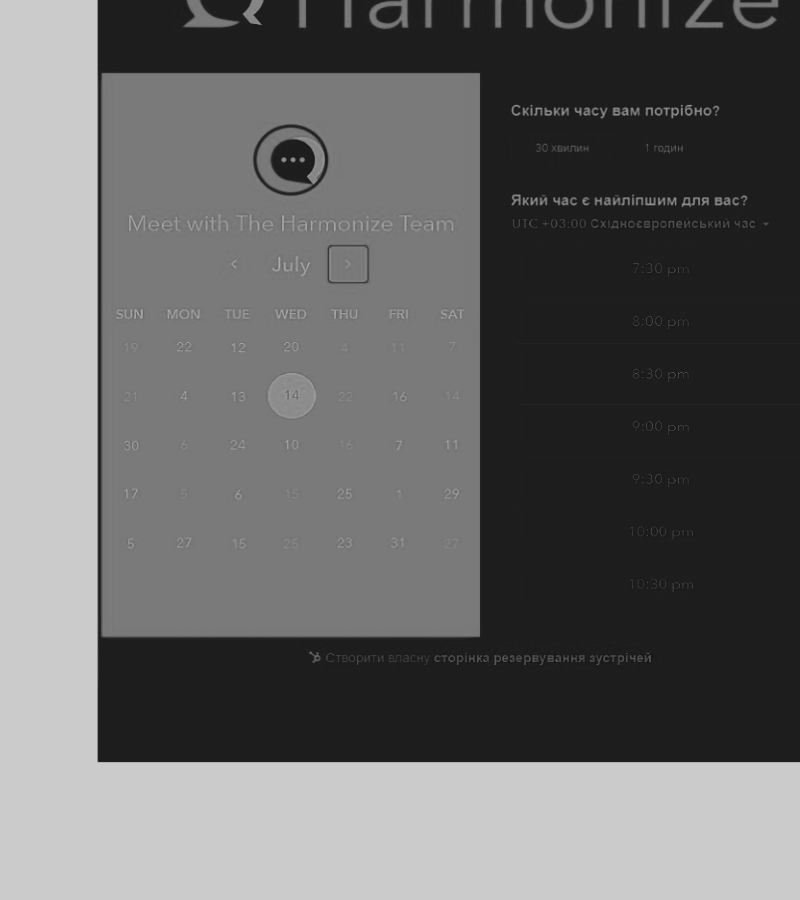 Harmonize
Meet with The Harmonize Team
July
SUN MON TUE WED THU FRI SAT
19 22 12 20 4 11 7
21 4 13 14 22 16 14
30 6 24 10 16 7 11
17 5 6 15 25 1 29
5 27 15 25 23 31 27
Скільки часу вам потрібно?
30 хвилин 1 годин
Який час є найліпшим для вас?
UTC +03:00 Східноєвропейський час
7:30 pm
8:00 pm
8:30 pm
9:00 pm
9:30 pm
10:00 pm
10:30 pm
Створити власну сторінка резервування зустрічей